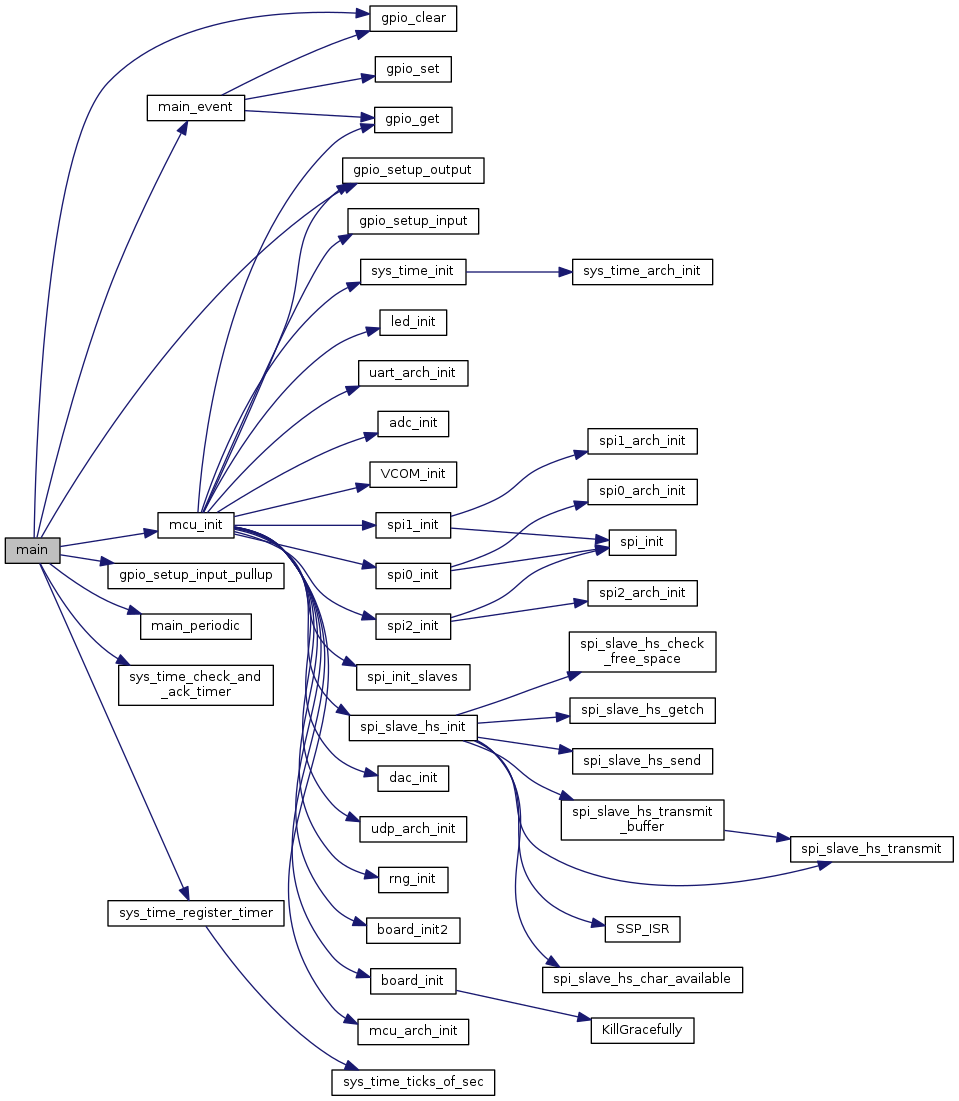 gpio_clear
gpio_set
main_event
gpio_get
gpio_setup_output
gpio_setup_input
sys_time_init
sys_time_arch_init
led_init
uart_arch_init
adc_init
spi1_arch_init
VCOM_init
spi0_arch_init
mcu_init
spi1_init
spi_init
main
gpio_setup_input_pullup
spi0_init
spi2_arch_init
main_periodic
spi2_init
spi_slave_hs_check
_free_space
sys_time_check_and
_ack_timer
spi_init_slaves
spi_slave_hs_getch
spi_slave_hs_init
spi_slave_hs_send
dac_init
spi_slave_hs_transmit
_buffer
udp_arch_init
spi_slave_hs_transmit
rng_init
sys_time_register_timer
board_init2
SSP_ISR
board_init
spi_slave_hs_char_available
mcu_arch_init
KillGracefully
sys_time_ticks_of_sec